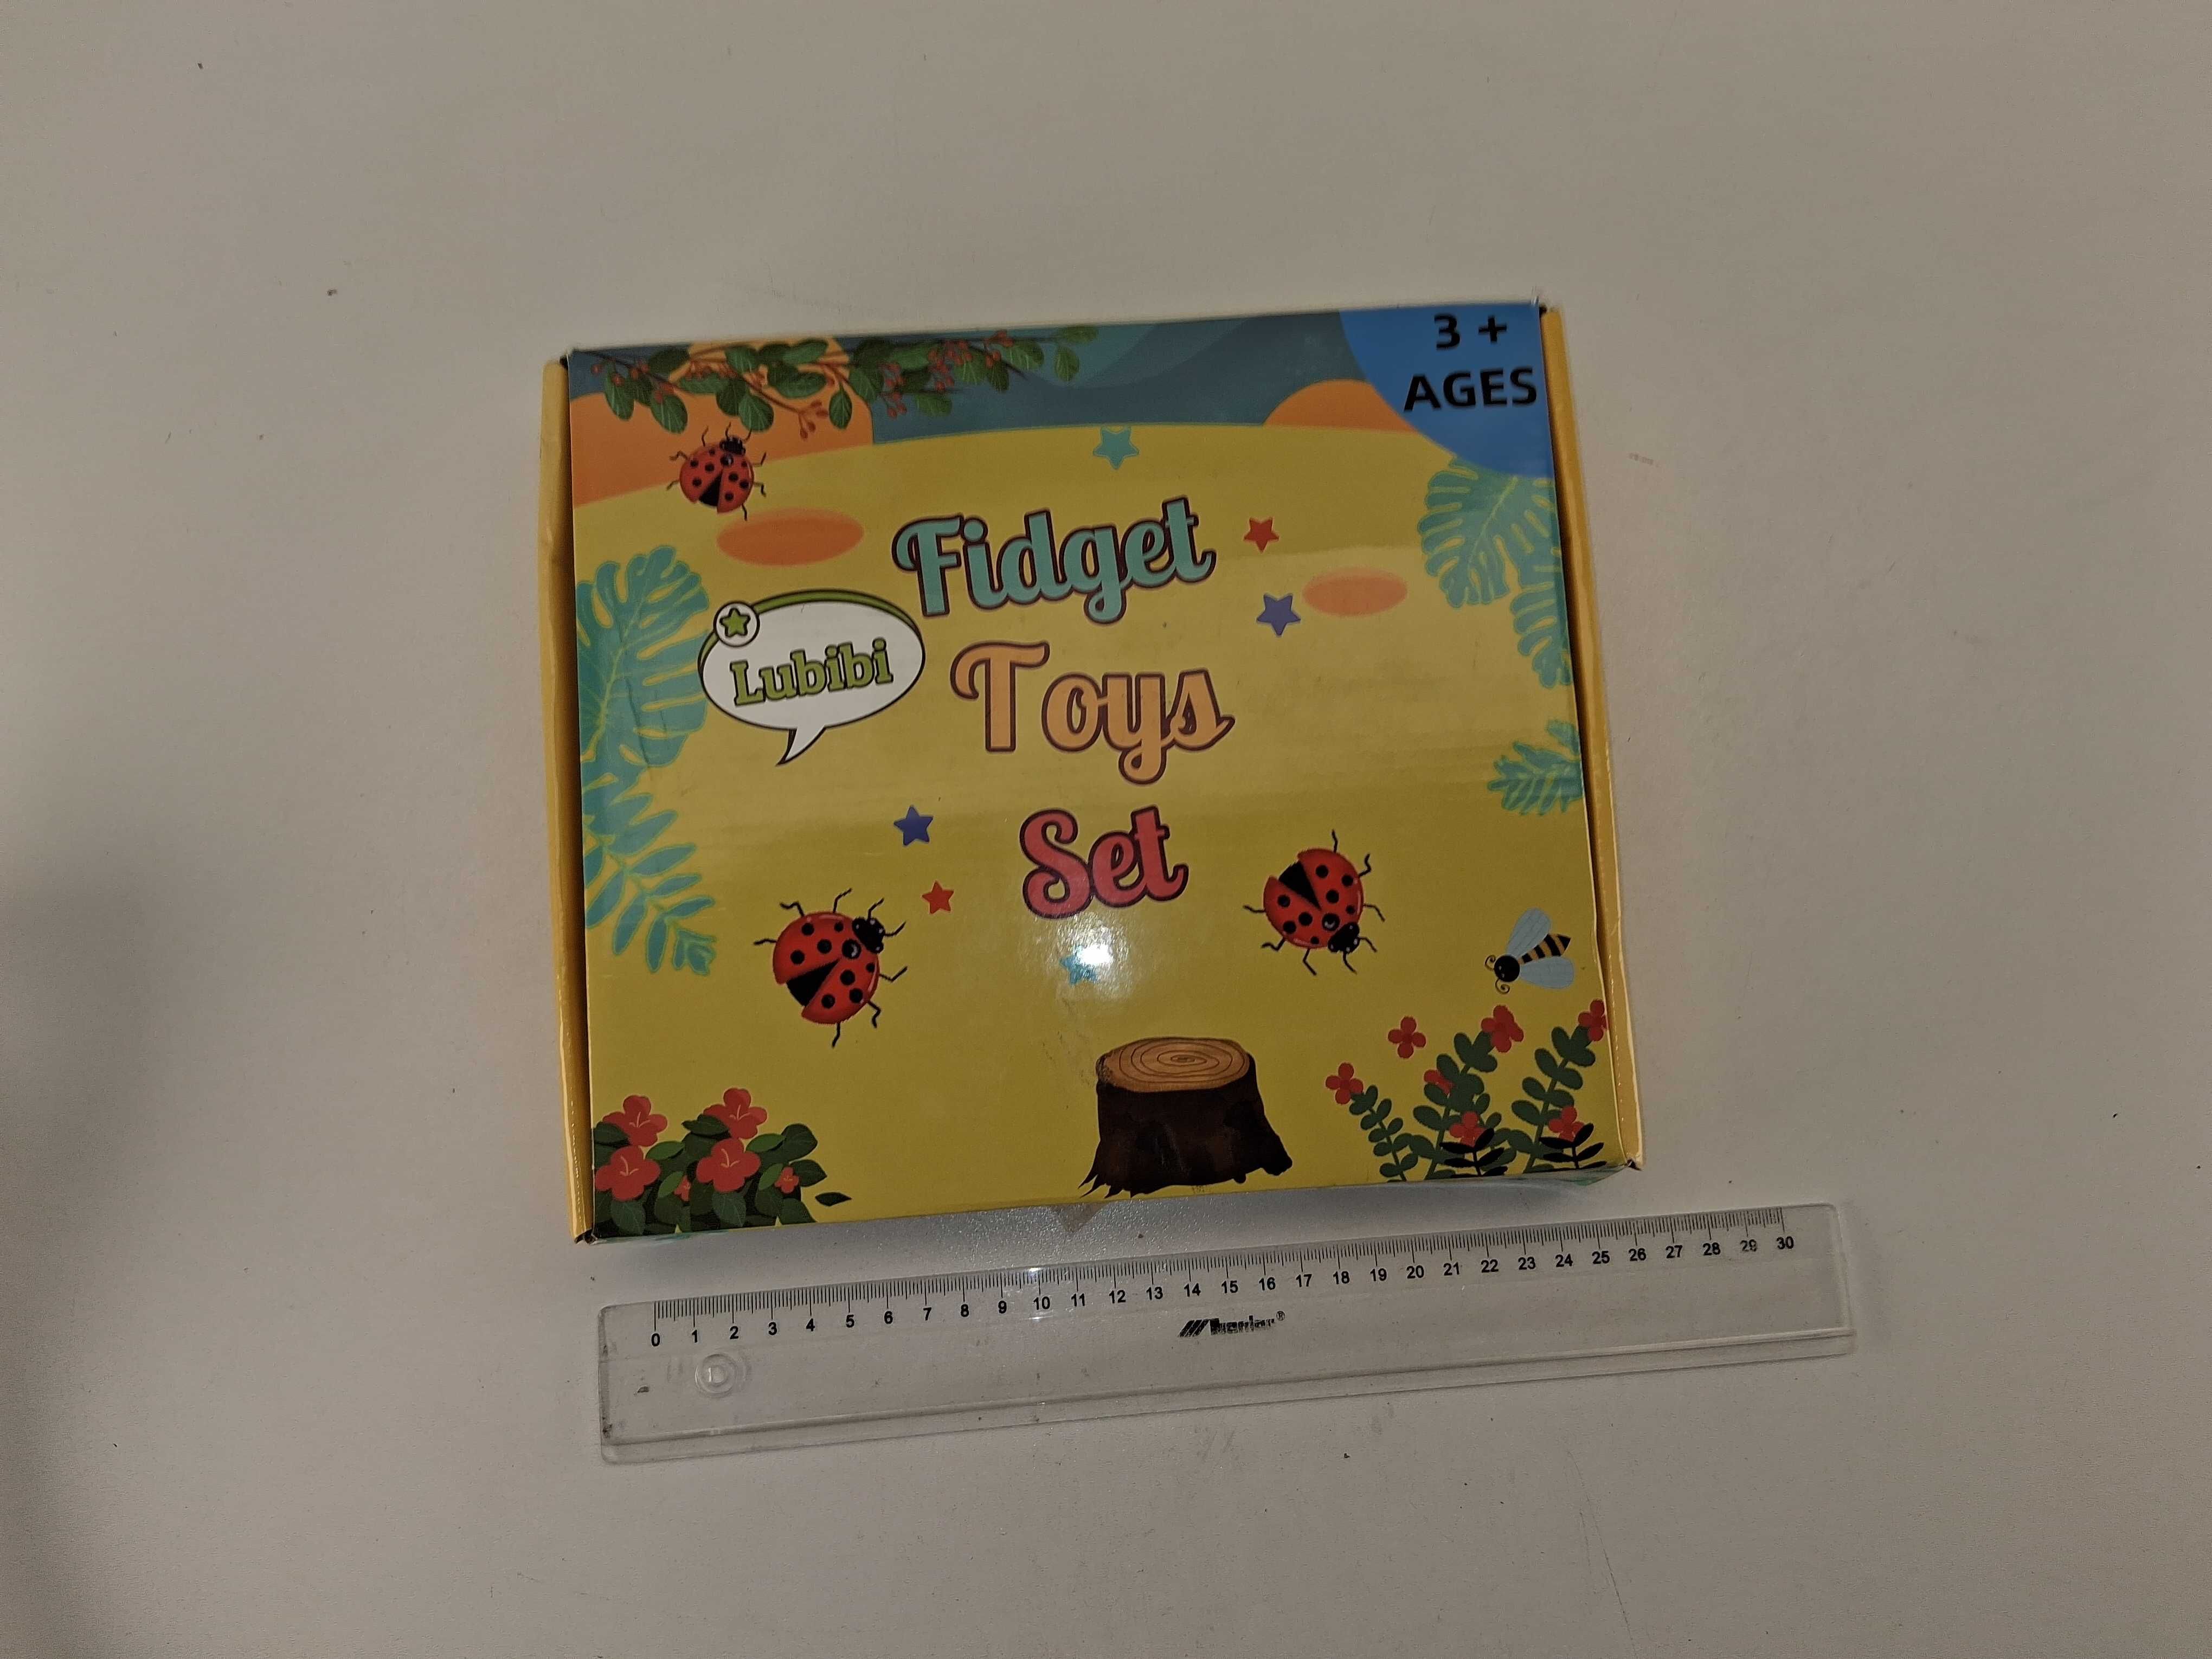 3 +
AGES
Fidget
Lubibi
Toys
Set
0 1 2 3 4 5 6 7 8 9 10 11 12 13 14 15 16 17 18 19 20 21 22 23 24 25 26 27 28 29 30